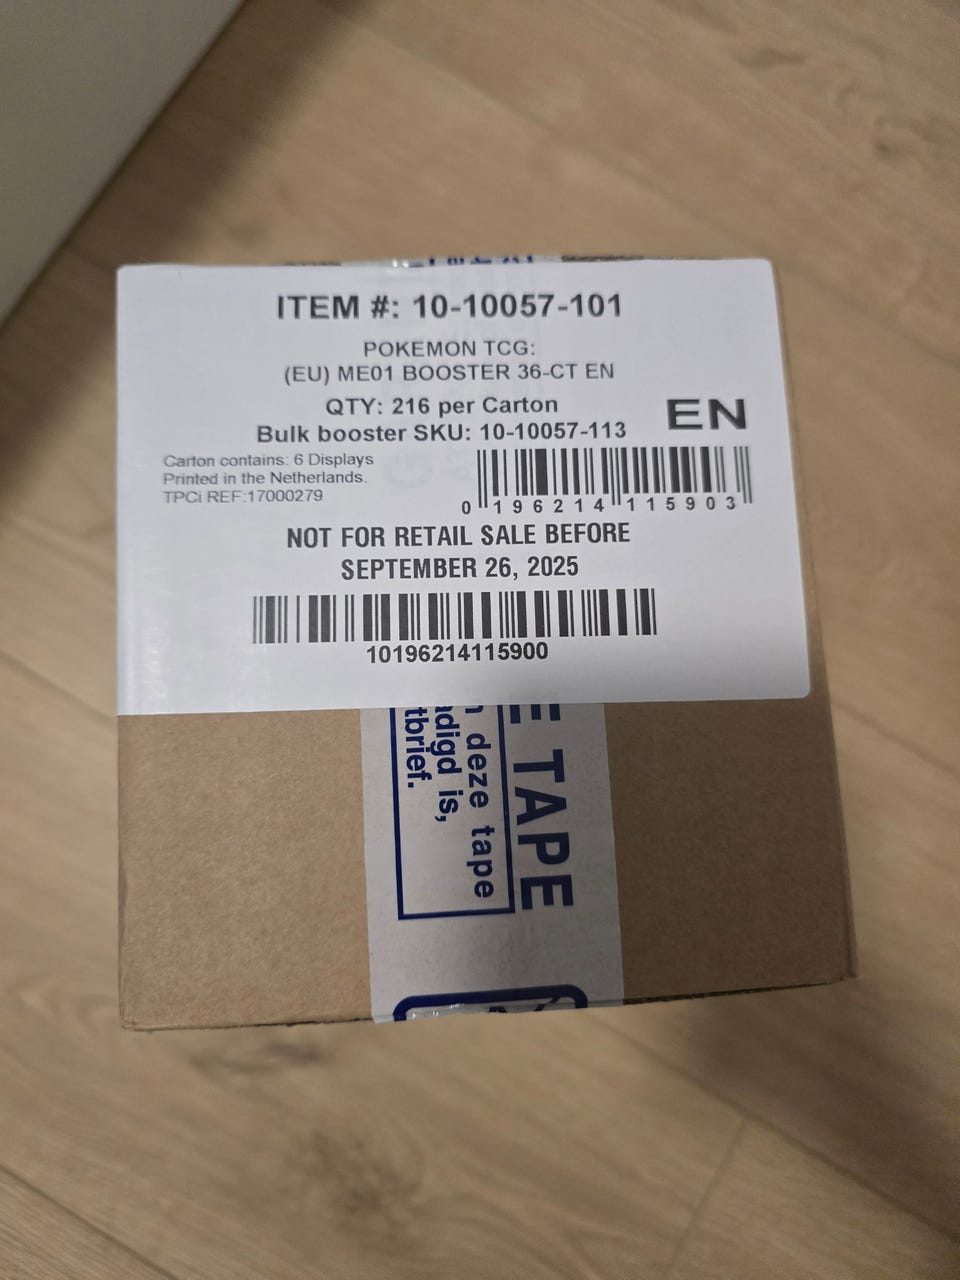 ITEM #: 10-10057-101
POKEMON TCG:
(EU) ME01 BOOSTER 36-CT EN
QTY: 216 per Carton
Bulk booster SKU: 10-10057-113
EN
Carton contains: 6 Displays
Printed in the Netherlands.
TPCi REF:17000279
0 196214 115903
NOT FOR RETAIL SALE BEFORE
SEPTEMBER 26, 2025
10196214115900
TAPE
deze tape
is,